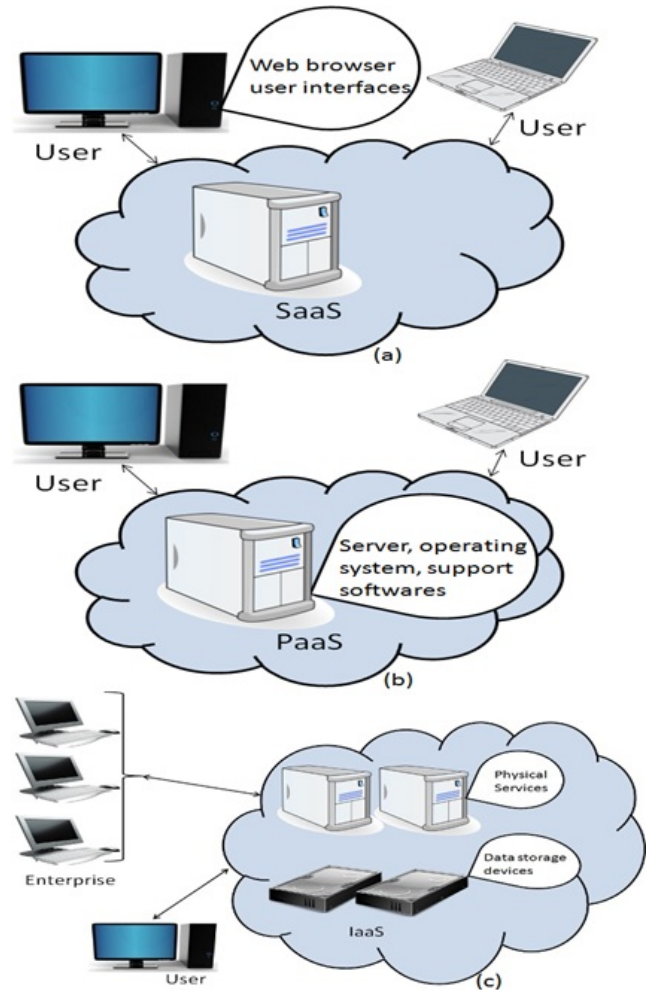 Web browser
user interfaces
User
User
SaaS
(a)
User
User
Server, operating
system, support
softwares
PaaS
(b)
Physical
Services
Data storage
devices
Enterprise
IaaS
User
(c)